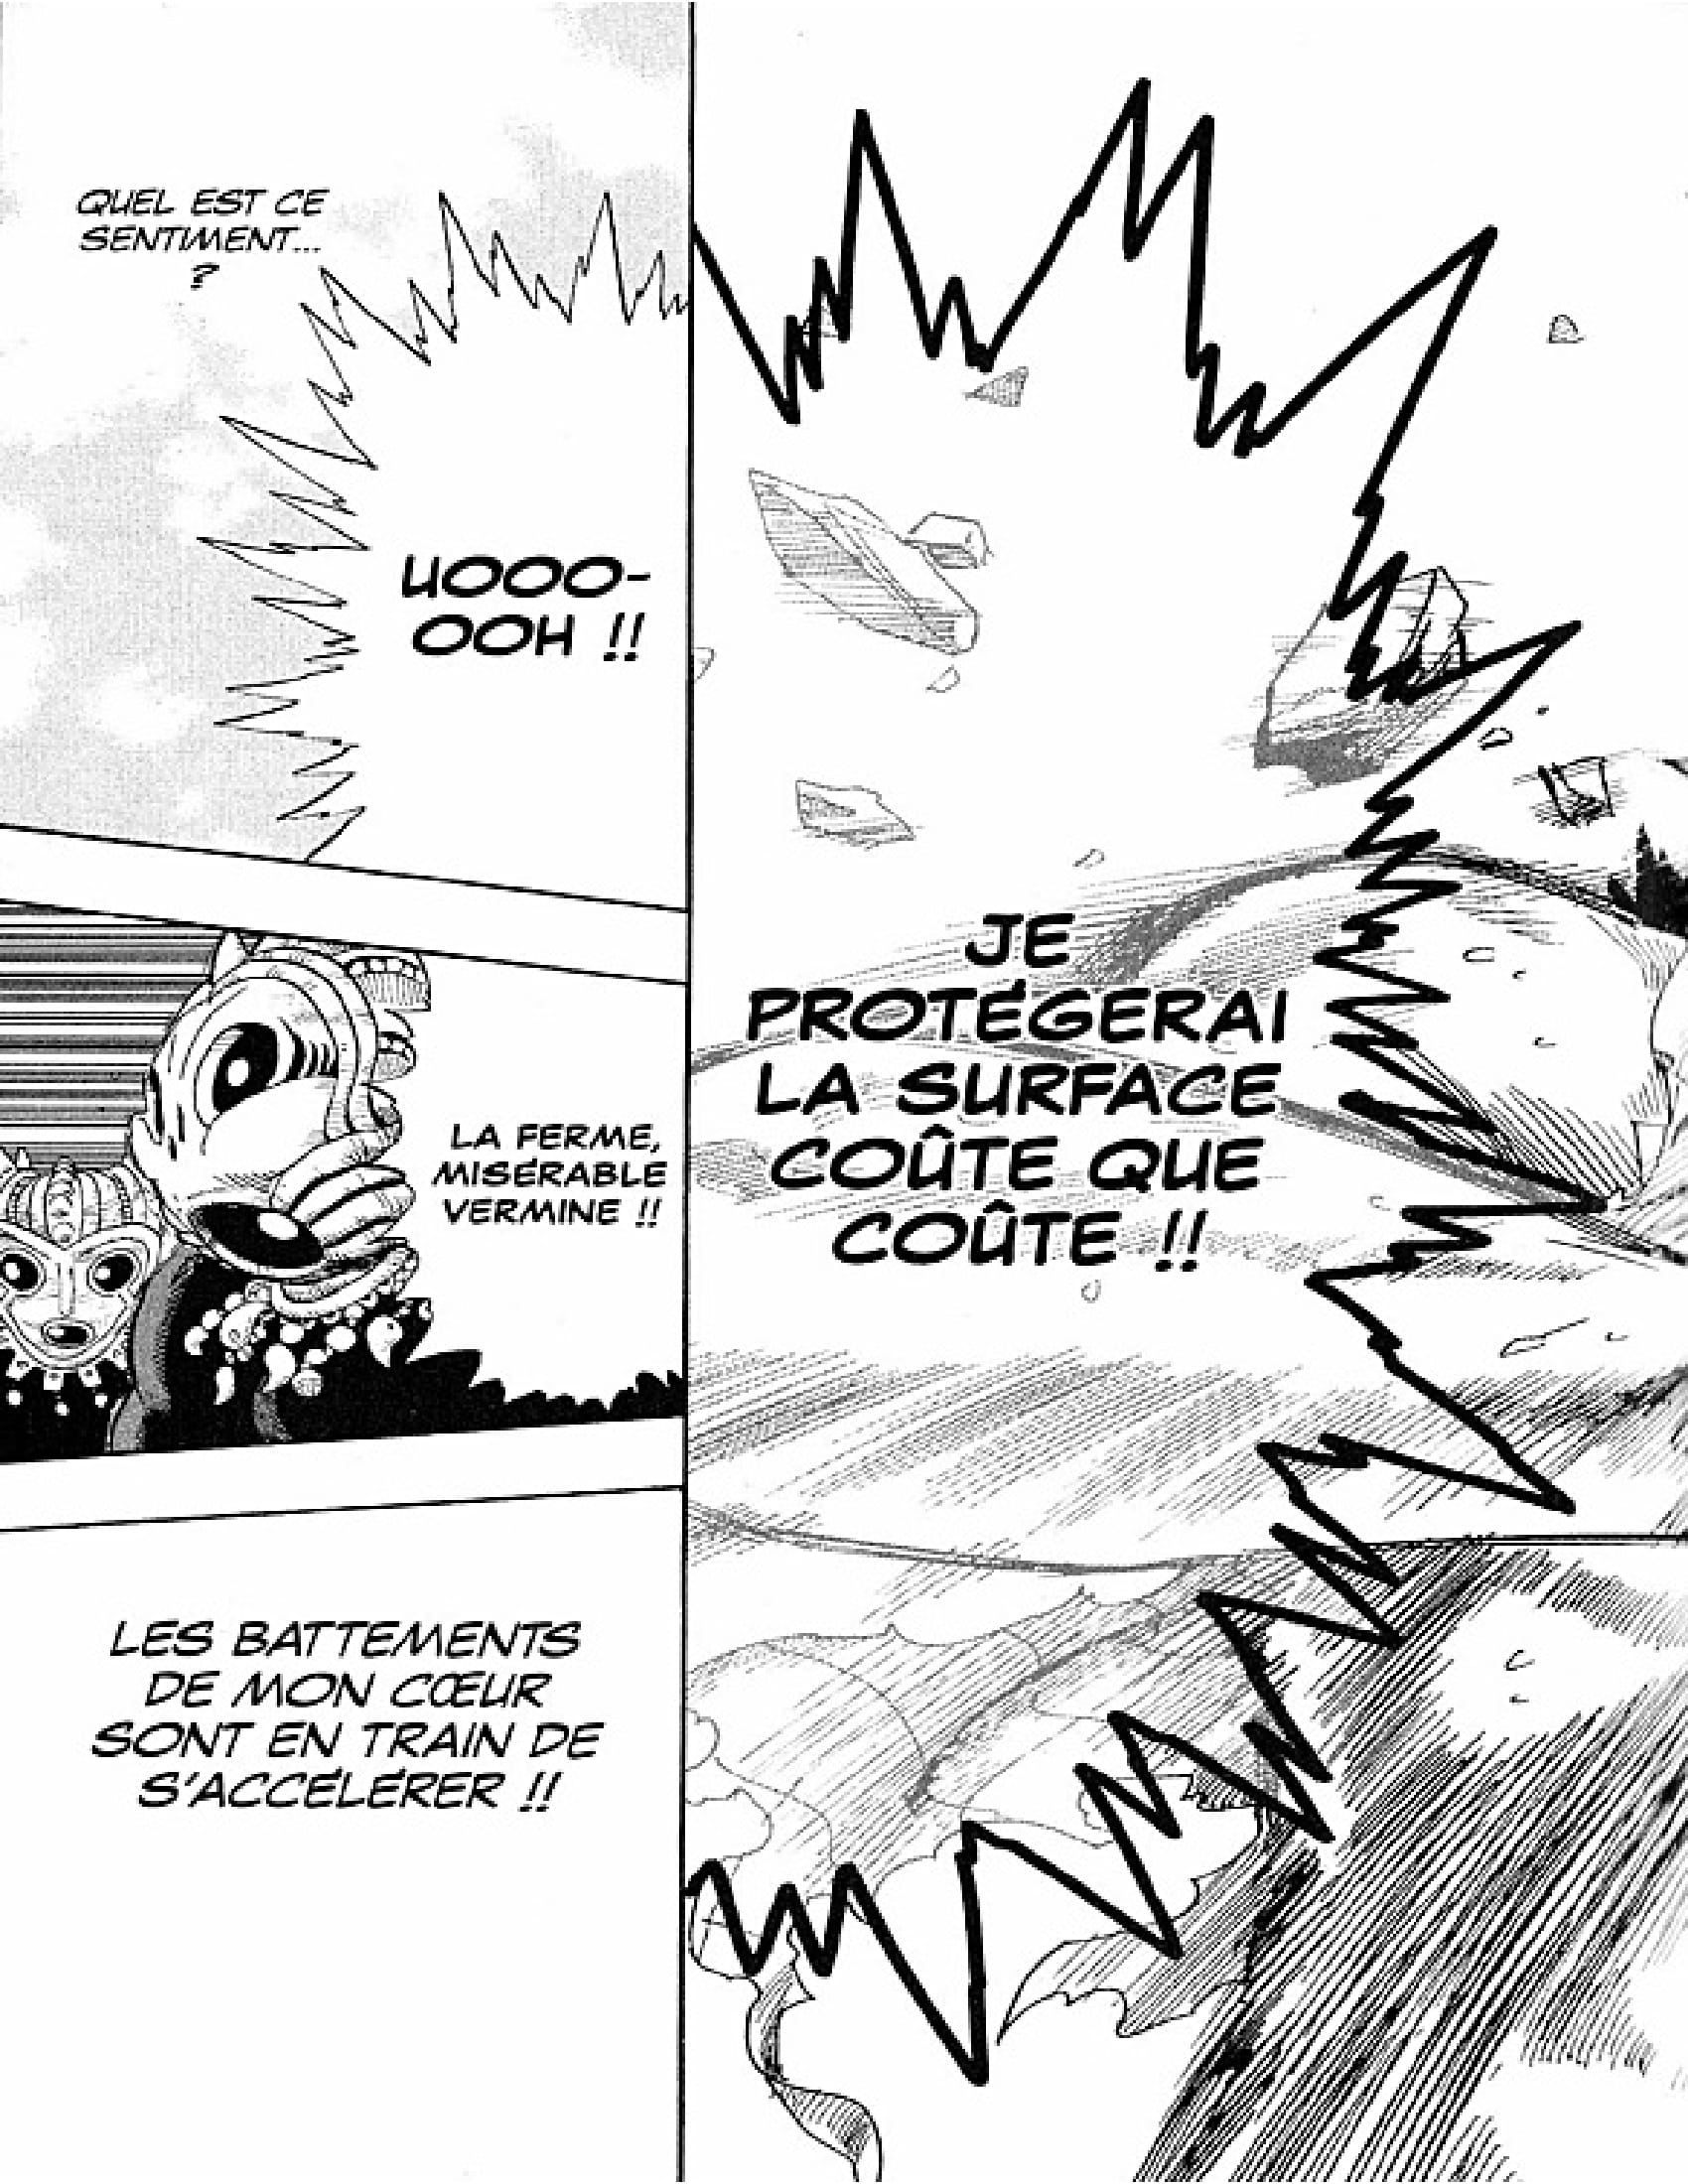 JE
PROTÉGERAI
LA SURFACE
COÛTE QUE
COÛTE !!
QUEL EST CE
SENTIMENT...
?
UOOO-
OOH !!
LA FERME,
MISÉRABLE
VERMINE !!
LES BATTEMENTS
DE MON CŒUR
SONT EN TRAIN DE
S'ACCÉLÉRER !!